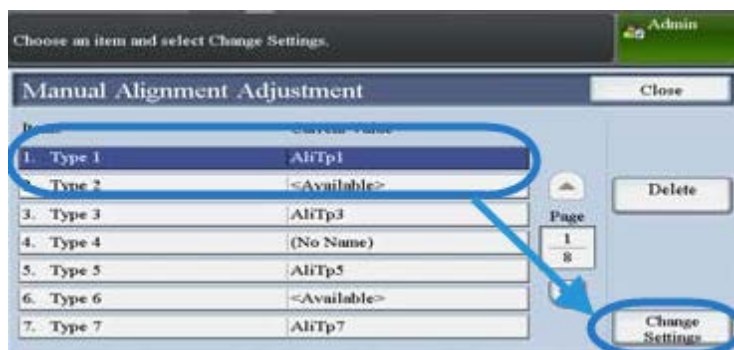 Choose an item and select Change Settings.
Admin
Manual Alignment Adjustment
Close
1. Type 1 AliTp1
Type 2 <Available>
Delete
3. Type 3 AliTp3
Page
4. Type 4 (No Name)
1
8
5. Type 5 AliTp5
6. Type 6 <Available>
7. Type 7 AliTp7
Change
Settings